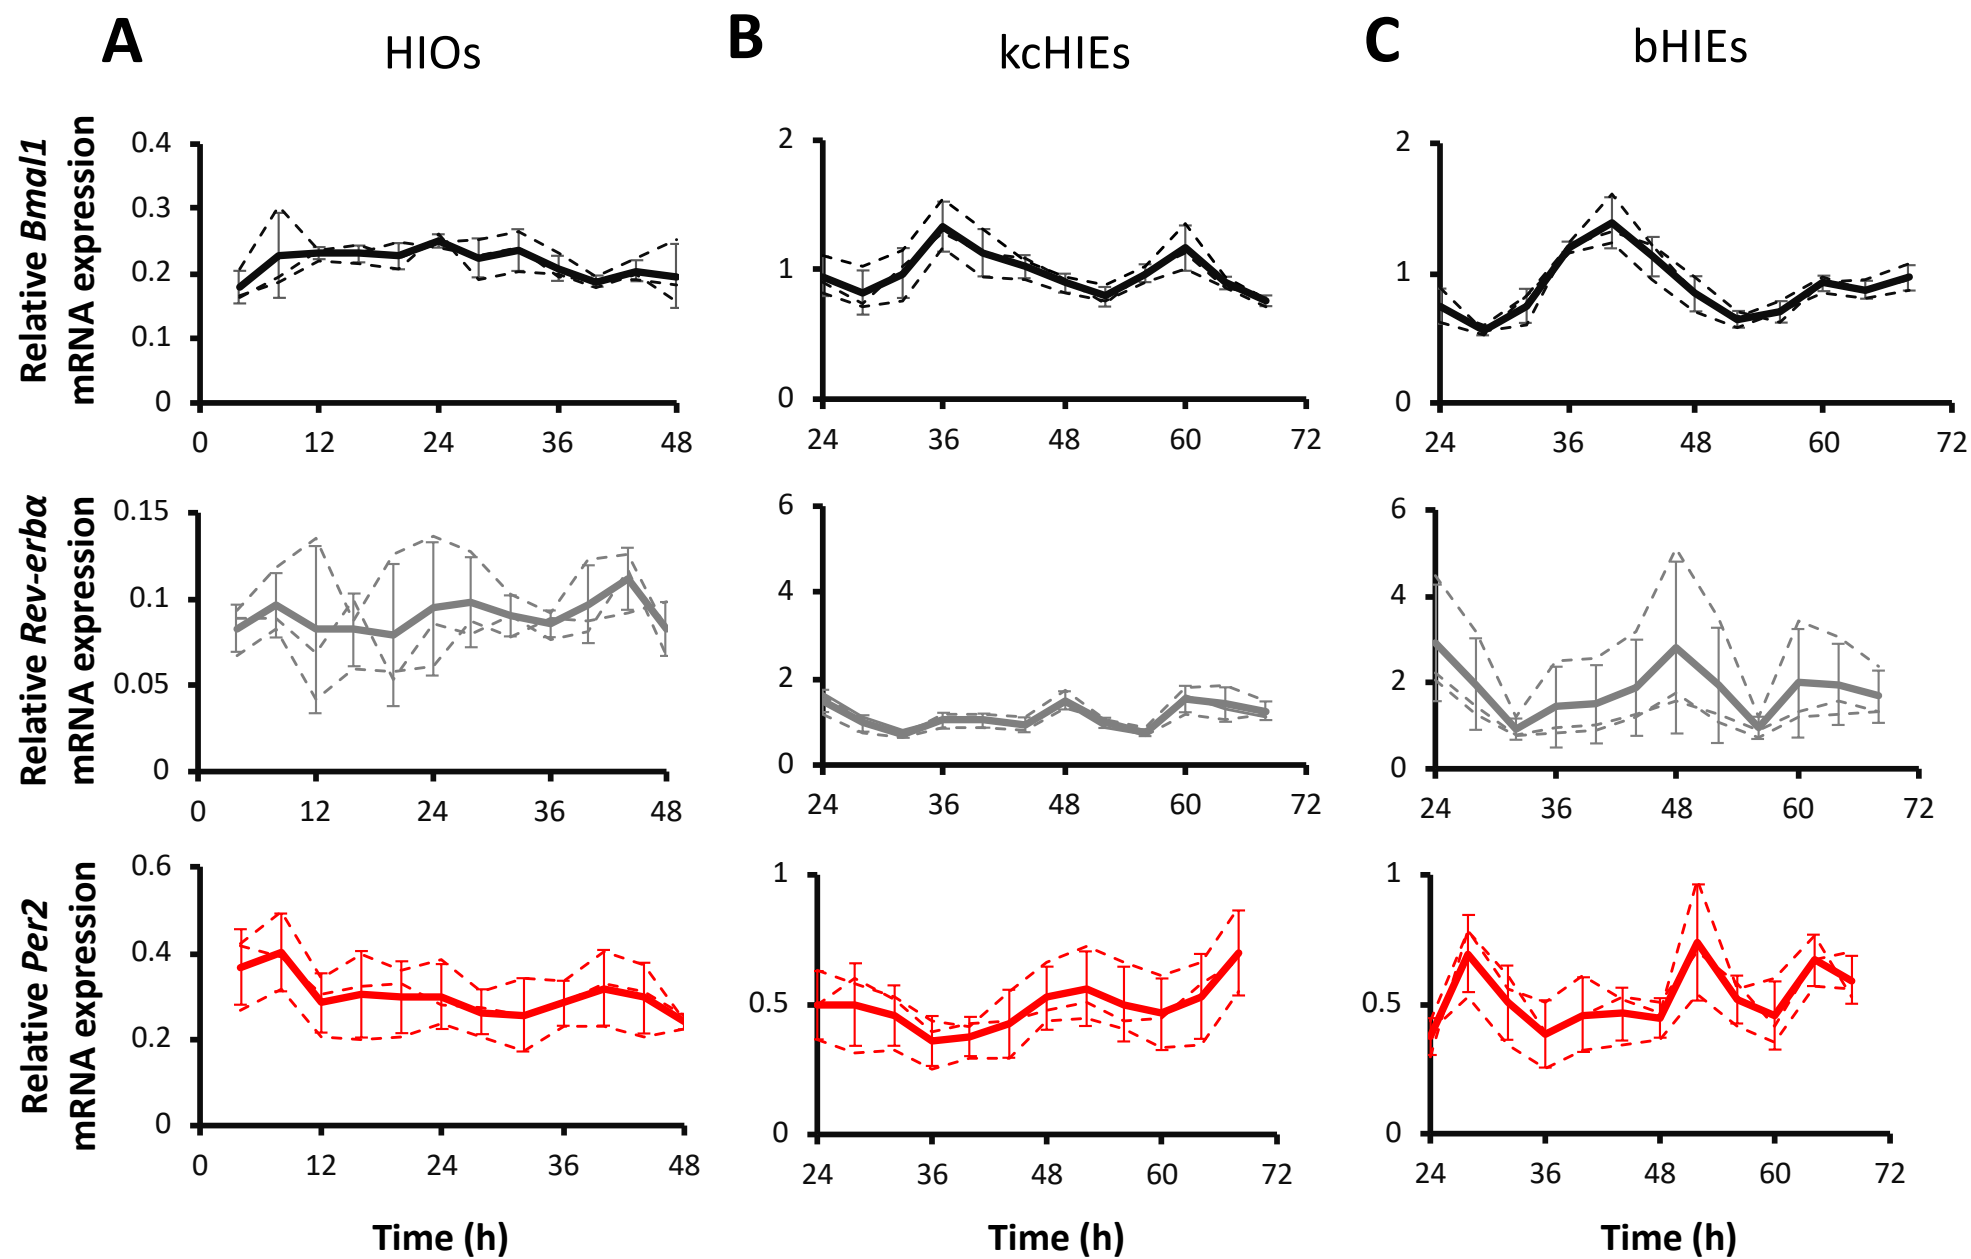 A
HIOs
B
kcHIEs
C
bHIEs
Relative Bmal1
mRNA expression
0.4
0.3
0.2
0.1
0
0 12 24 36 48
2
1
0
24 36 48 60 72
2
1
0
24 36 48 60 72
Relative Rev-erbα
mRNA expression
0.15
0.1
0.05
0
0 12 24 36 48
6
4
2
0
24 36 48 60 72
6
4
2
0
24 36 48 60 72
Relative Per2
mRNA expression
0.6
0.4
0.2
0
0 12 24 36 48
1
0.5
0
24 36 48 60 72
1
0.5
0
24 36 48 60 72
Time (h)
Time (h)
Time (h)